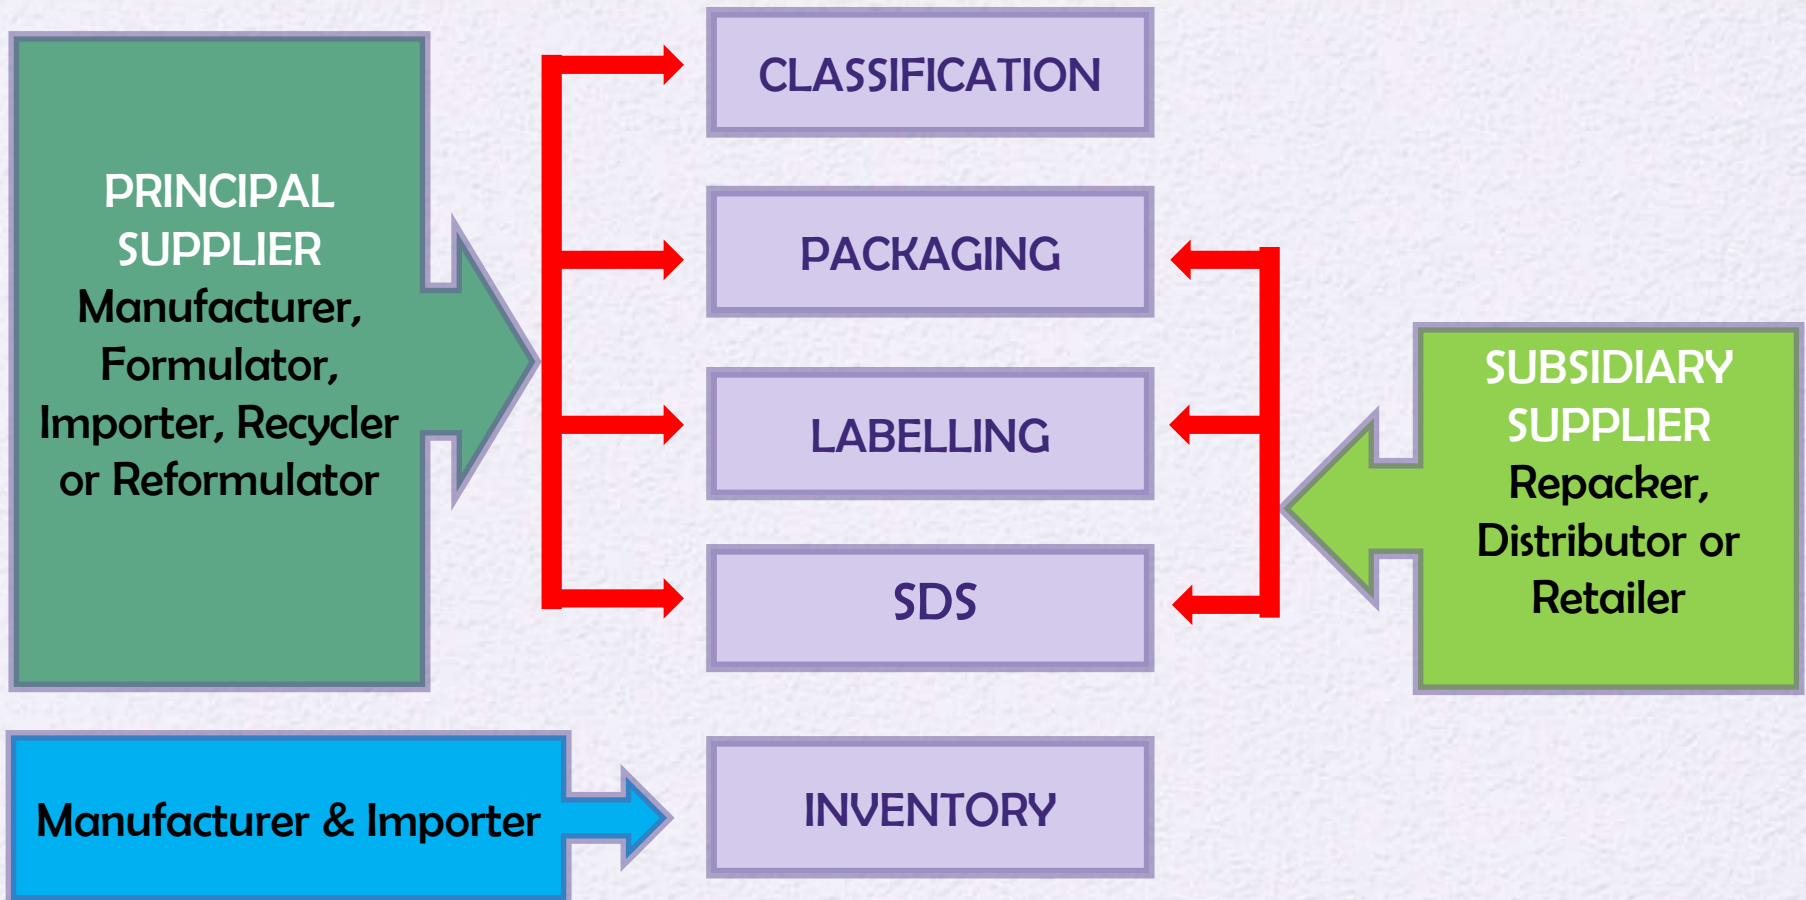 PRINCIPAL
SUPPLIER
Manufacturer,
Formulator,
Importer, Recycler
or Reformulator
CLASSIFICATION
PACKAGING
LABELLING
SDS
SUBSIDIARY
SUPPLIER
Repacker,
Distributor or
Retailer
Manufacturer & Importer
INVENTORY